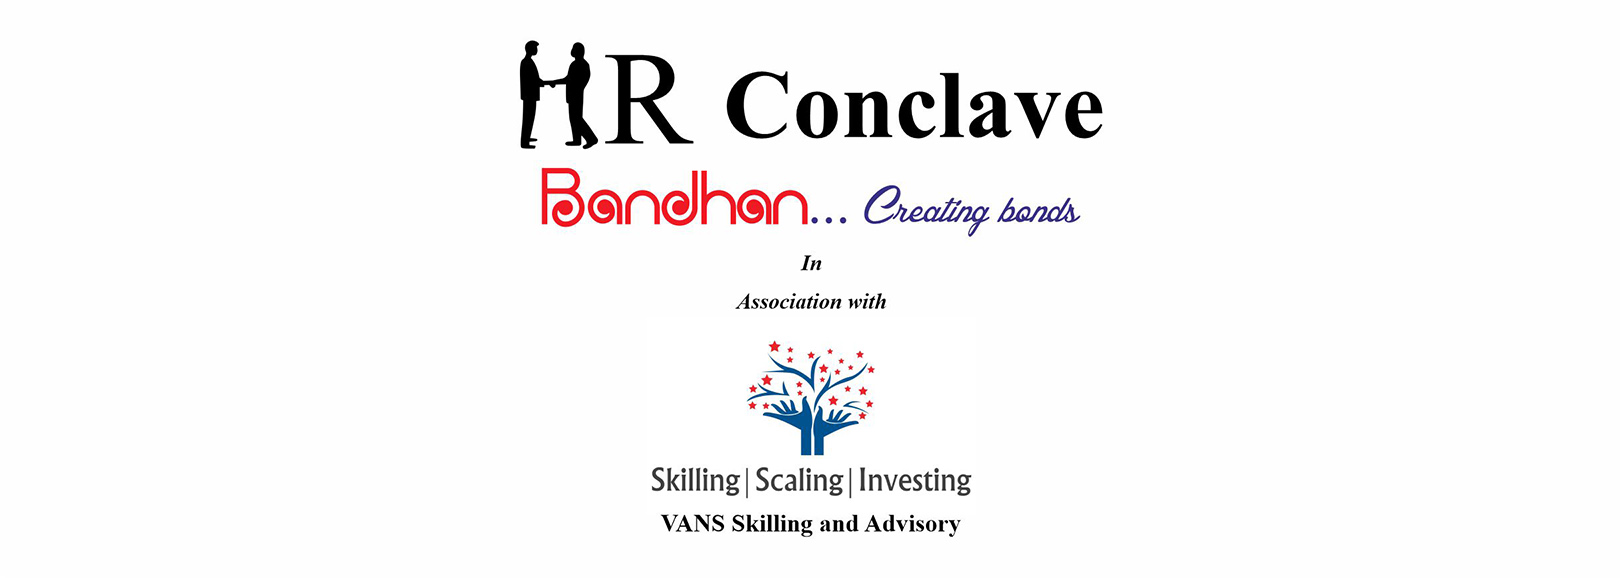 HR Conclave
Bandhan... Creating bonds
In
Association with
Skilling|Scaling|Investing
VANS Skilling and Advisory